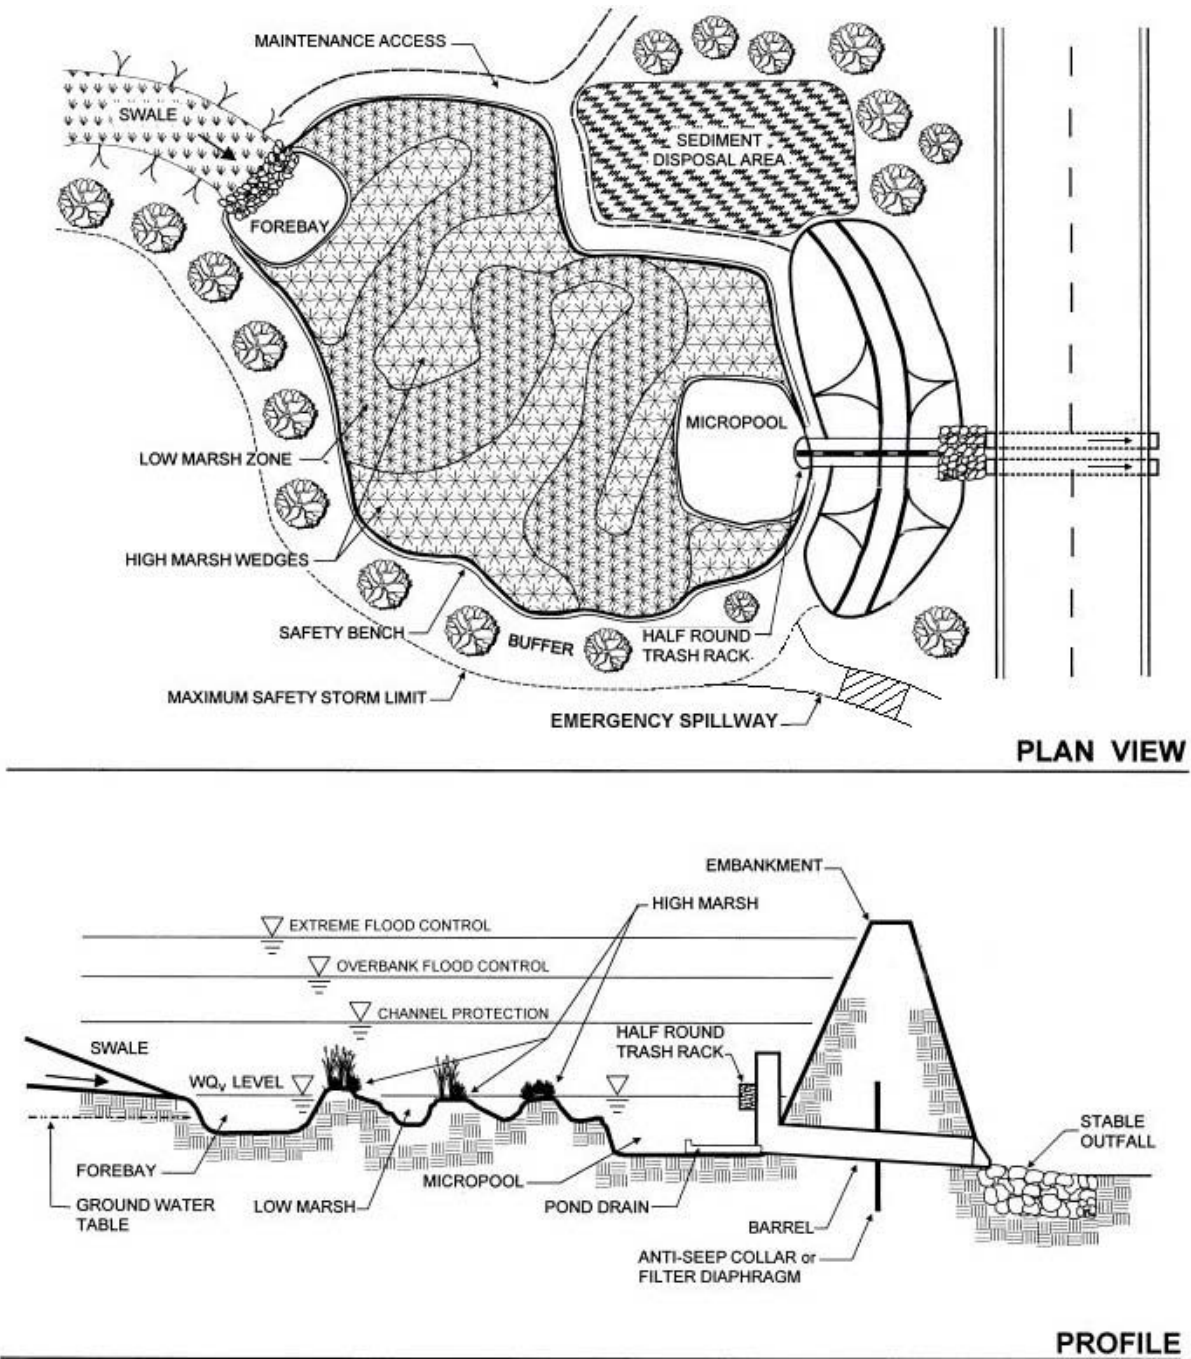 MAINTENANCE ACCESS
SWALE
SEDIMENT
DISPOSAL AREA
FOREBAY
MICROPOOL
LOW MARSH ZONE
HIGH MARSH WEDGES
SAFETY BENCH
BUFFER
HALF ROUND
TRASH RACK
MAXIMUM SAFETY STORM LIMIT
EMERGENCY SPILLWAY
PLAN VIEW
EMBANKMENT
HIGH MARSH
EXTREME FLOOD CONTROL
OVERBANK FLOOD CONTROL
CHANNEL PROTECTION
HALF ROUND
TRASH RACK
SWALE
WQv LEVEL
STABLE
OUTFALL
FOREBAY
MICROPOOL
GROUND WATER
TABLE
LOW MARSH
POND DRAIN
BARREL
ANTI-SEEP COLLAR or
FILTER DIAPHRAGM
PROFILE